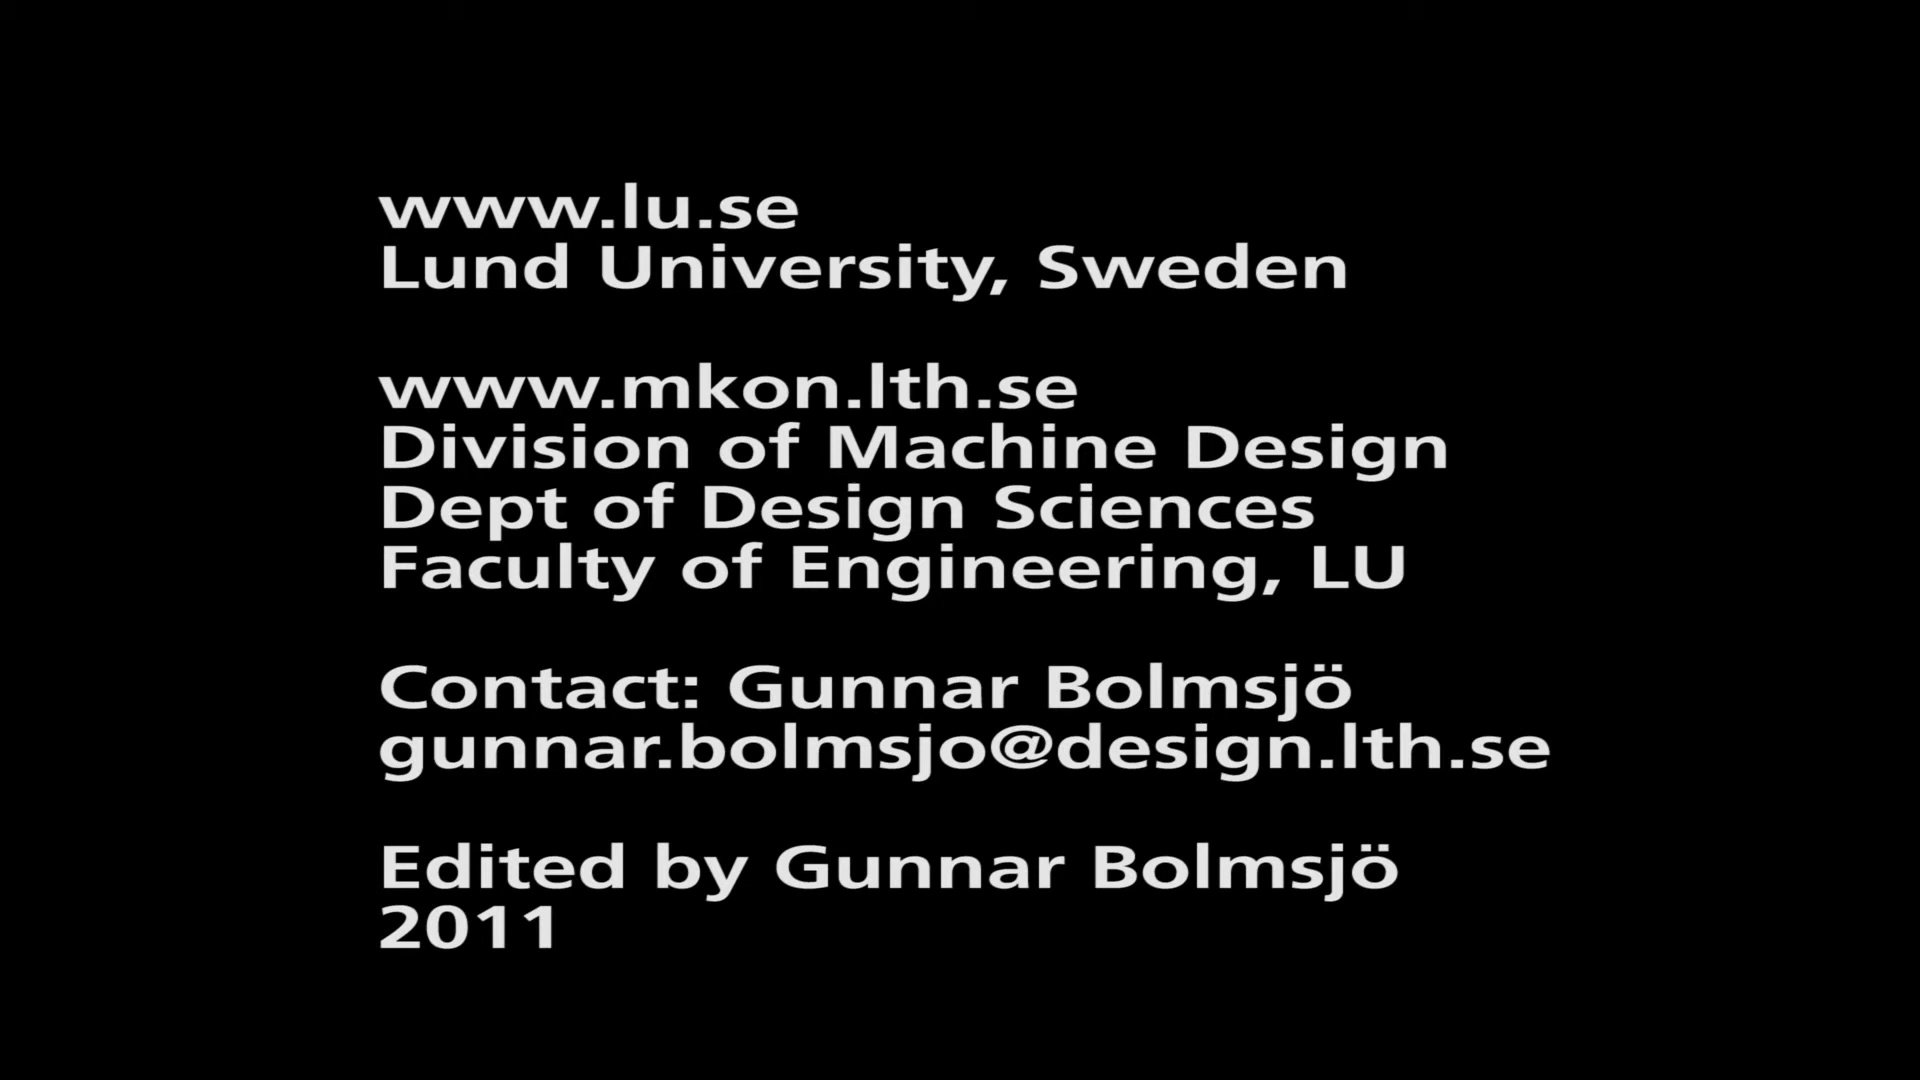 www.lu.se
Lund University, Sweden
www.mkon.lth.se
Division of Machine Design
Dept of Design Sciences
Faculty of Engineering, LU
Contact: Gunnar Bolmsjö
gunnar.bolmsjo@design.lth.se
Edited by Gunnar Bolmsjö
2011